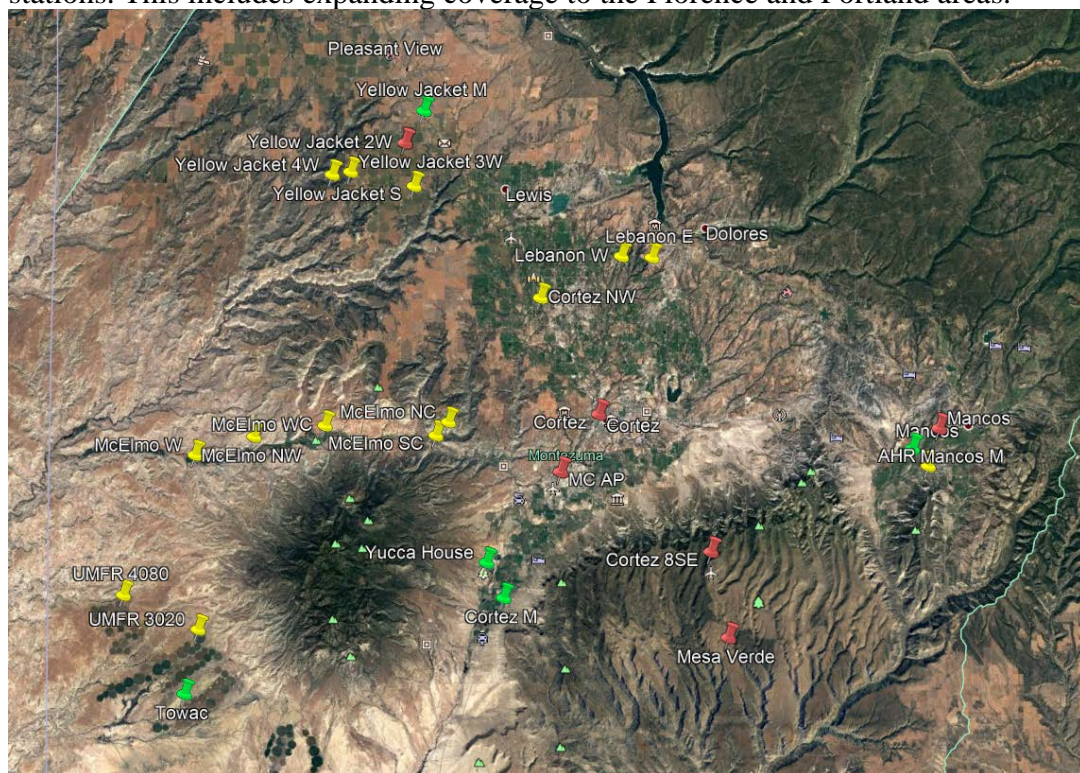 stations. This includes expanding coverage to the Florence and Portland areas.
Pleasant View
Yellow Jacket M
Yellow Jacket 2W
Yellow Jacket 4W
Yellow Jacket 3W
Yellow Jacket S
Lewis
Lebanon E
Dolores
Lebanon W
Cortez NW
McElmo NC
McElmo WC
Cortez
Cortez
Mancos
Mancos
McElmo W
McElmo SC
McElmo NW
Montezuma
AHR Mancos M
MC AP
Yucca House
Cortez 8SE
UMFR 4080
UMFR 3020
Cortez M
Mesa Verde
Towac